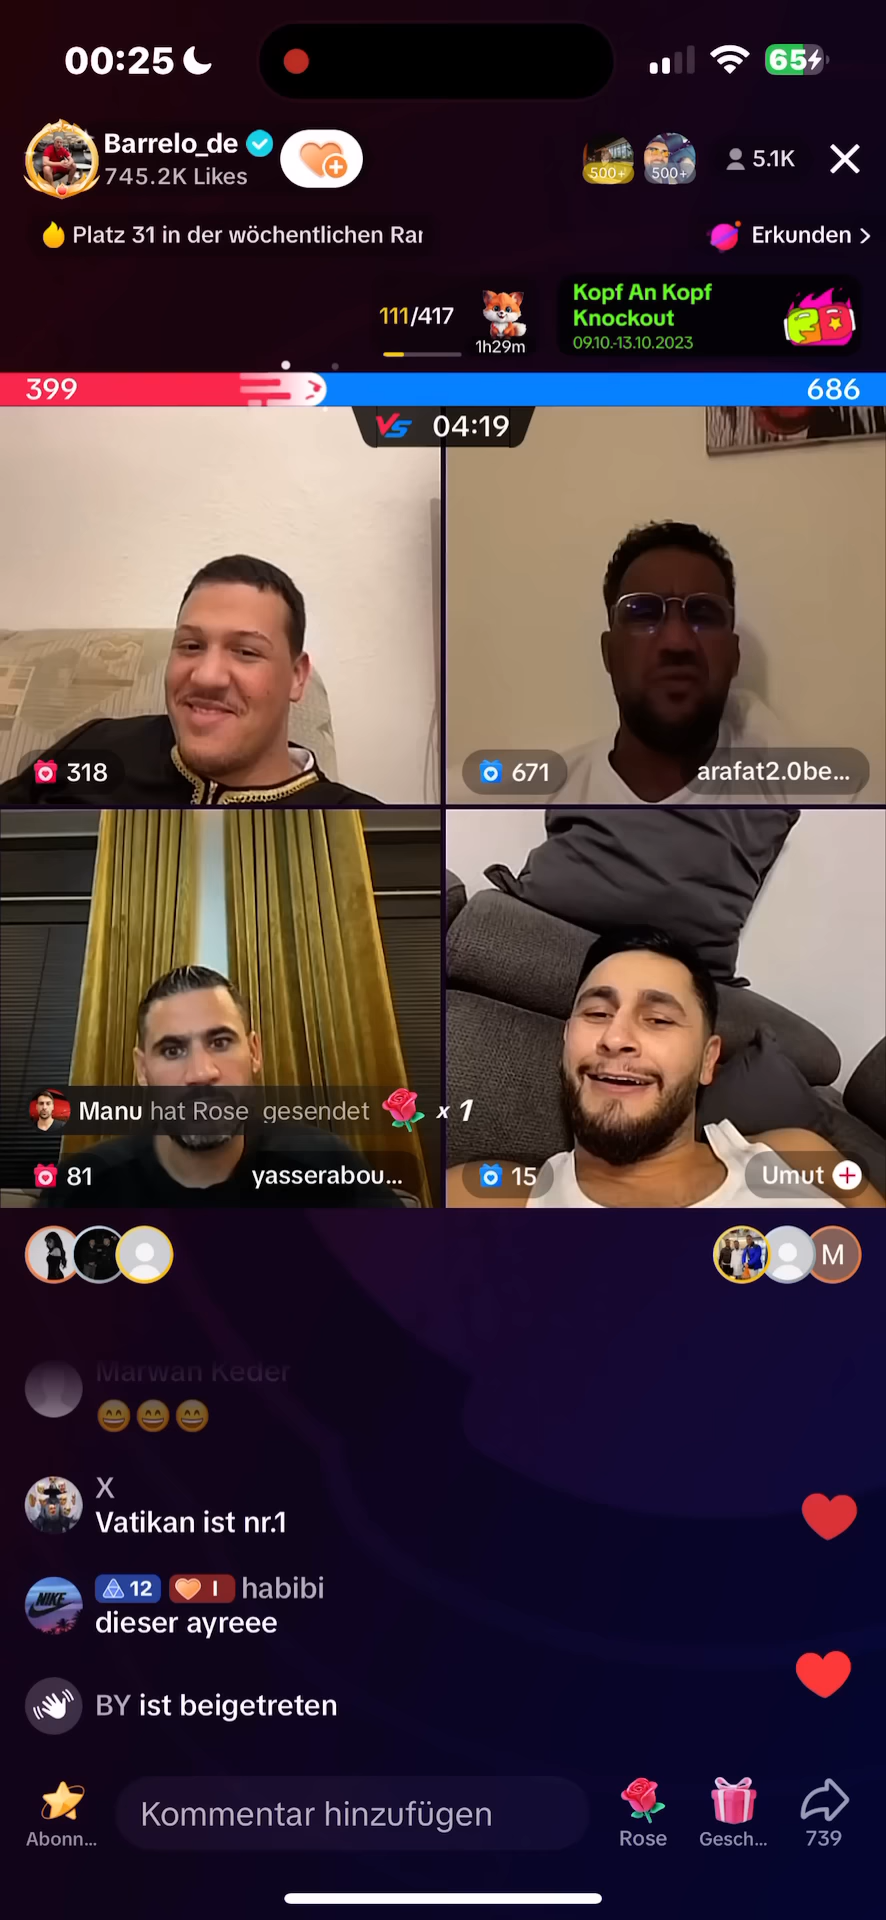 00:25
65
Barrelo_de
745.2K Likes
500+
500+
5.1K
Platz 31 in der wöchentlichen Rar
Erkunden >
111/417
1h29m
Kopf An Kopf
Knockout
09.10.-13.10.2023
399
686
VS 04:19
318
671
arafat2.0be...
Manu hat Rose gesendet x 1
81
yasserabou...
15
Umut +
M
Marwan Keder
X
Vatikan ist nr.1
NIKE
12 I habibi
dieser ayreee
BY ist beigetreten
Abonn...
Kommentar hinzufügen
Rose
Gesch...
739